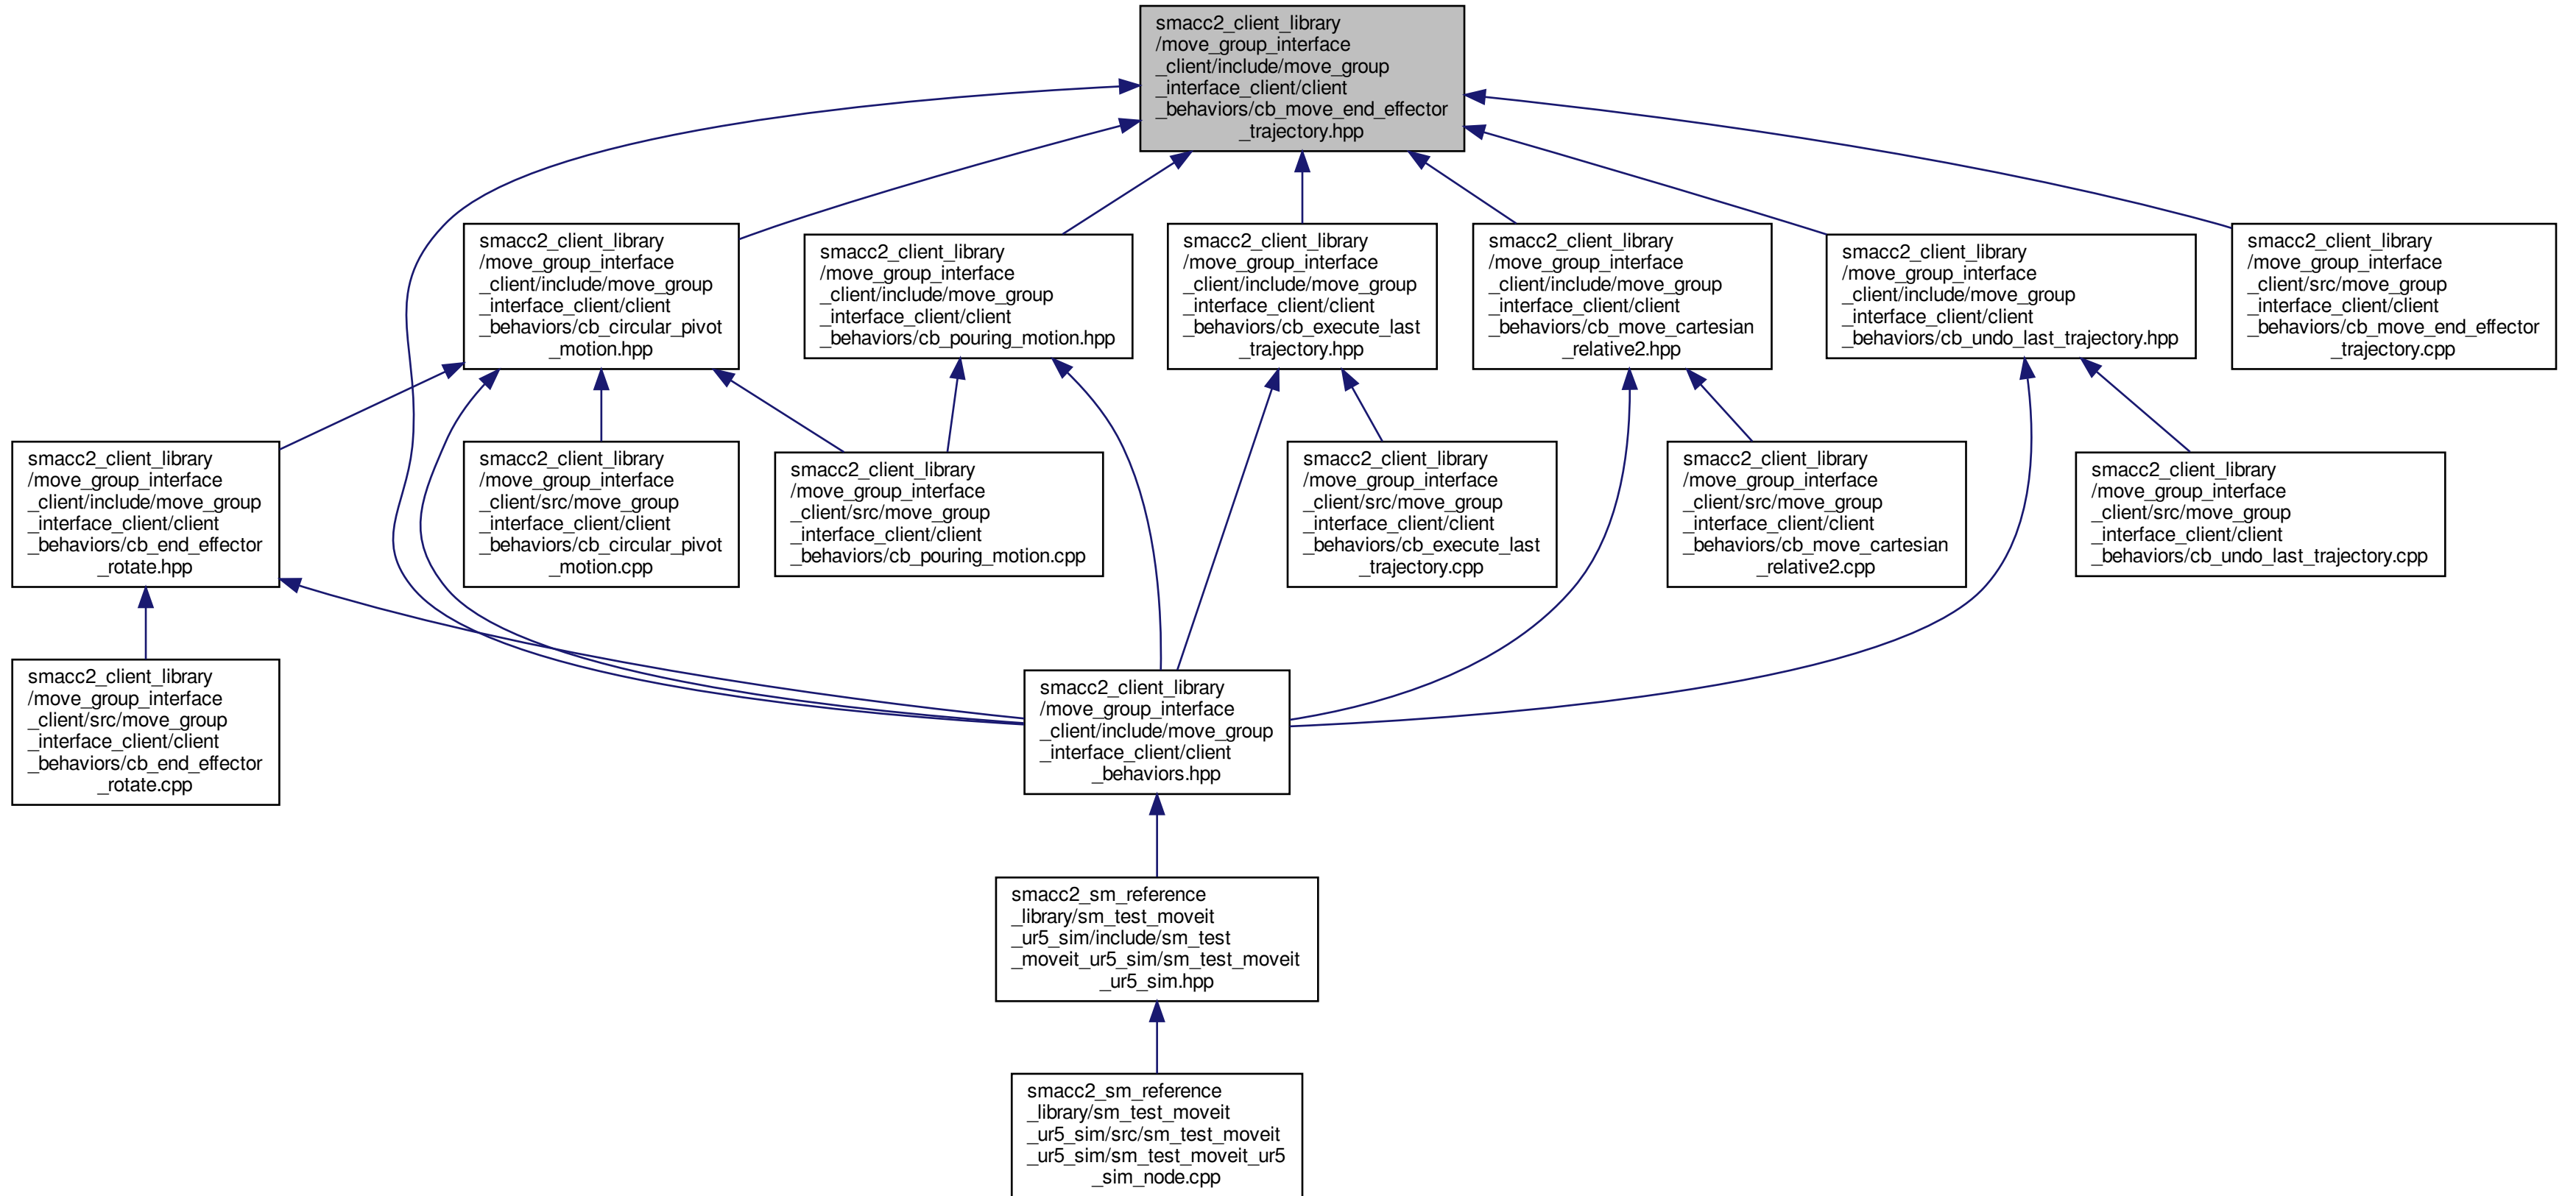 smacc2_client_library
/move_group_interface
_client/include/move_group
_interface_client/client
_behaviors/cb_move_end_effector
_trajectory.hpp
smacc2_client_library
/move_group_interface
_client/include/move_group
_interface_client/client
_behaviors/cb_circular_pivot
_motion.hpp
smacc2_client_library
/move_group_interface
_client/include/move_group
_interface_client/client
_behaviors/cb_pouring_motion.hpp
smacc2_client_library
/move_group_interface
_client/include/move_group
_interface_client/client
_behaviors/cb_execute_last
_trajectory.hpp
smacc2_client_library
/move_group_interface
_client/include/move_group
_interface_client/client
_behaviors/cb_move_cartesian
_relative2.hpp
smacc2_client_library
/move_group_interface
_client/include/move_group
_interface_client/client
_behaviors/cb_undo_last_trajectory.hpp
smacc2_client_library
/move_group_interface
_client/src/move_group
_interface_client/client
_behaviors/cb_move_end_effector
_trajectory.cpp
smacc2_client_library
/move_group_interface
_client/include/move_group
_interface_client/client
_behaviors/cb_end_effector
_rotate.hpp
smacc2_client_library
/move_group_interface
_client/src/move_group
_interface_client/client
_behaviors/cb_circular_pivot
_motion.cpp
smacc2_client_library
/move_group_interface
_client/src/move_group
_interface_client/client
_behaviors/cb_pouring_motion.cpp
smacc2_client_library
/move_group_interface
_client/src/move_group
_interface_client/client
_behaviors/cb_execute_last
_trajectory.cpp
smacc2_client_library
/move_group_interface
_client/src/move_group
_interface_client/client
_behaviors/cb_move_cartesian
_relative2.cpp
smacc2_client_library
/move_group_interface
_client/src/move_group
_interface_client/client
_behaviors/cb_undo_last_trajectory.cpp
smacc2_client_library
/move_group_interface
_client/src/move_group
_interface_client/client
_behaviors/cb_end_effector
_rotate.cpp
smacc2_client_library
/move_group_interface
_client/include/move_group
_interface_client/client
_behaviors.hpp
smacc2_sm_reference
_library/sm_test_moveit
_ur5_sim/include/sm_test
_moveit_ur5_sim/sm_test_moveit
_ur5_sim.hpp
smacc2_sm_reference
_library/sm_test_moveit
_ur5_sim/src/sm_test_moveit
_ur5_sim/sm_test_moveit_ur5
_sim_node.cpp